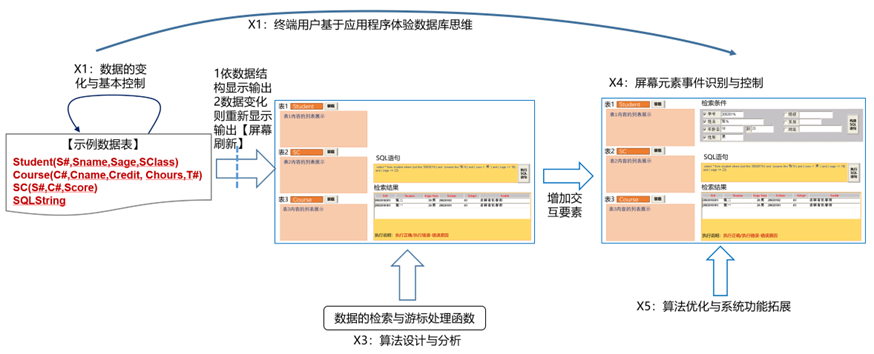 X1：终端用户基于应用程序体验数据库思维
X1：数据的变
化与基本控制
【示例数据表】
Student(S#,Sname,Sage,SClass)
Course(C#,Cname,Credit, Chours,T#)
SC(S#,C#,Score)
SQLString
1依数据结
构显示输出
2数据变化
则重新显示
输出【屏幕
刷新】
表1 Student
表1内容的列表展示
表2 SC
表2内容的列表展示
表3 Course
表3内容的列表展示
SQL语句
检索结果
执行说明：执行正确/执行错误-错误原因
增加交
互要素
X4：屏幕元素事件识别与控制
表1 Student
表1内容的列表展示
表2 SC
表2内容的列表展示
表3 Course
表3内容的列表展示
检索条件
SQL语句
检索结果
执行说明：执行正确/执行错误-错误原因
数据的检索与游标处理函数
X3：算法设计与分析
X5：算法优化与系统功能拓展